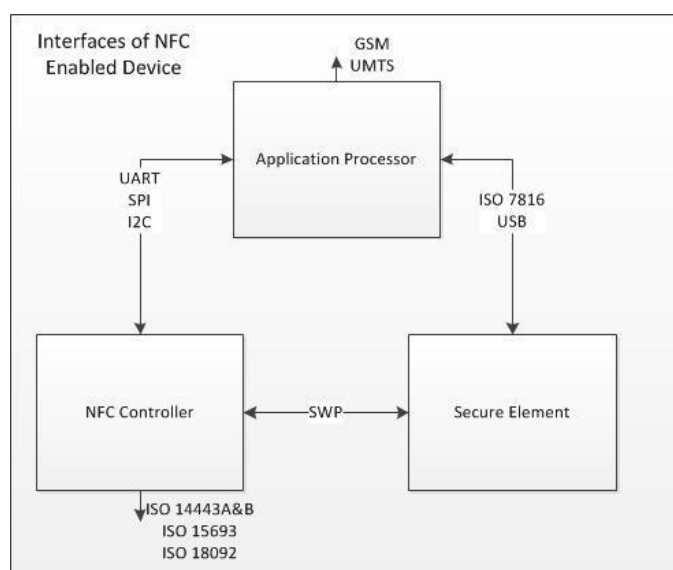 Interfaces of NFC
Enabled Device
GSM
UMTS
Application Processor
UART
SPI
I2C
ISO 7816
USB
NFC Controller
SWP
Secure Element
ISO 14443A&B
ISO 15693
ISO 18092